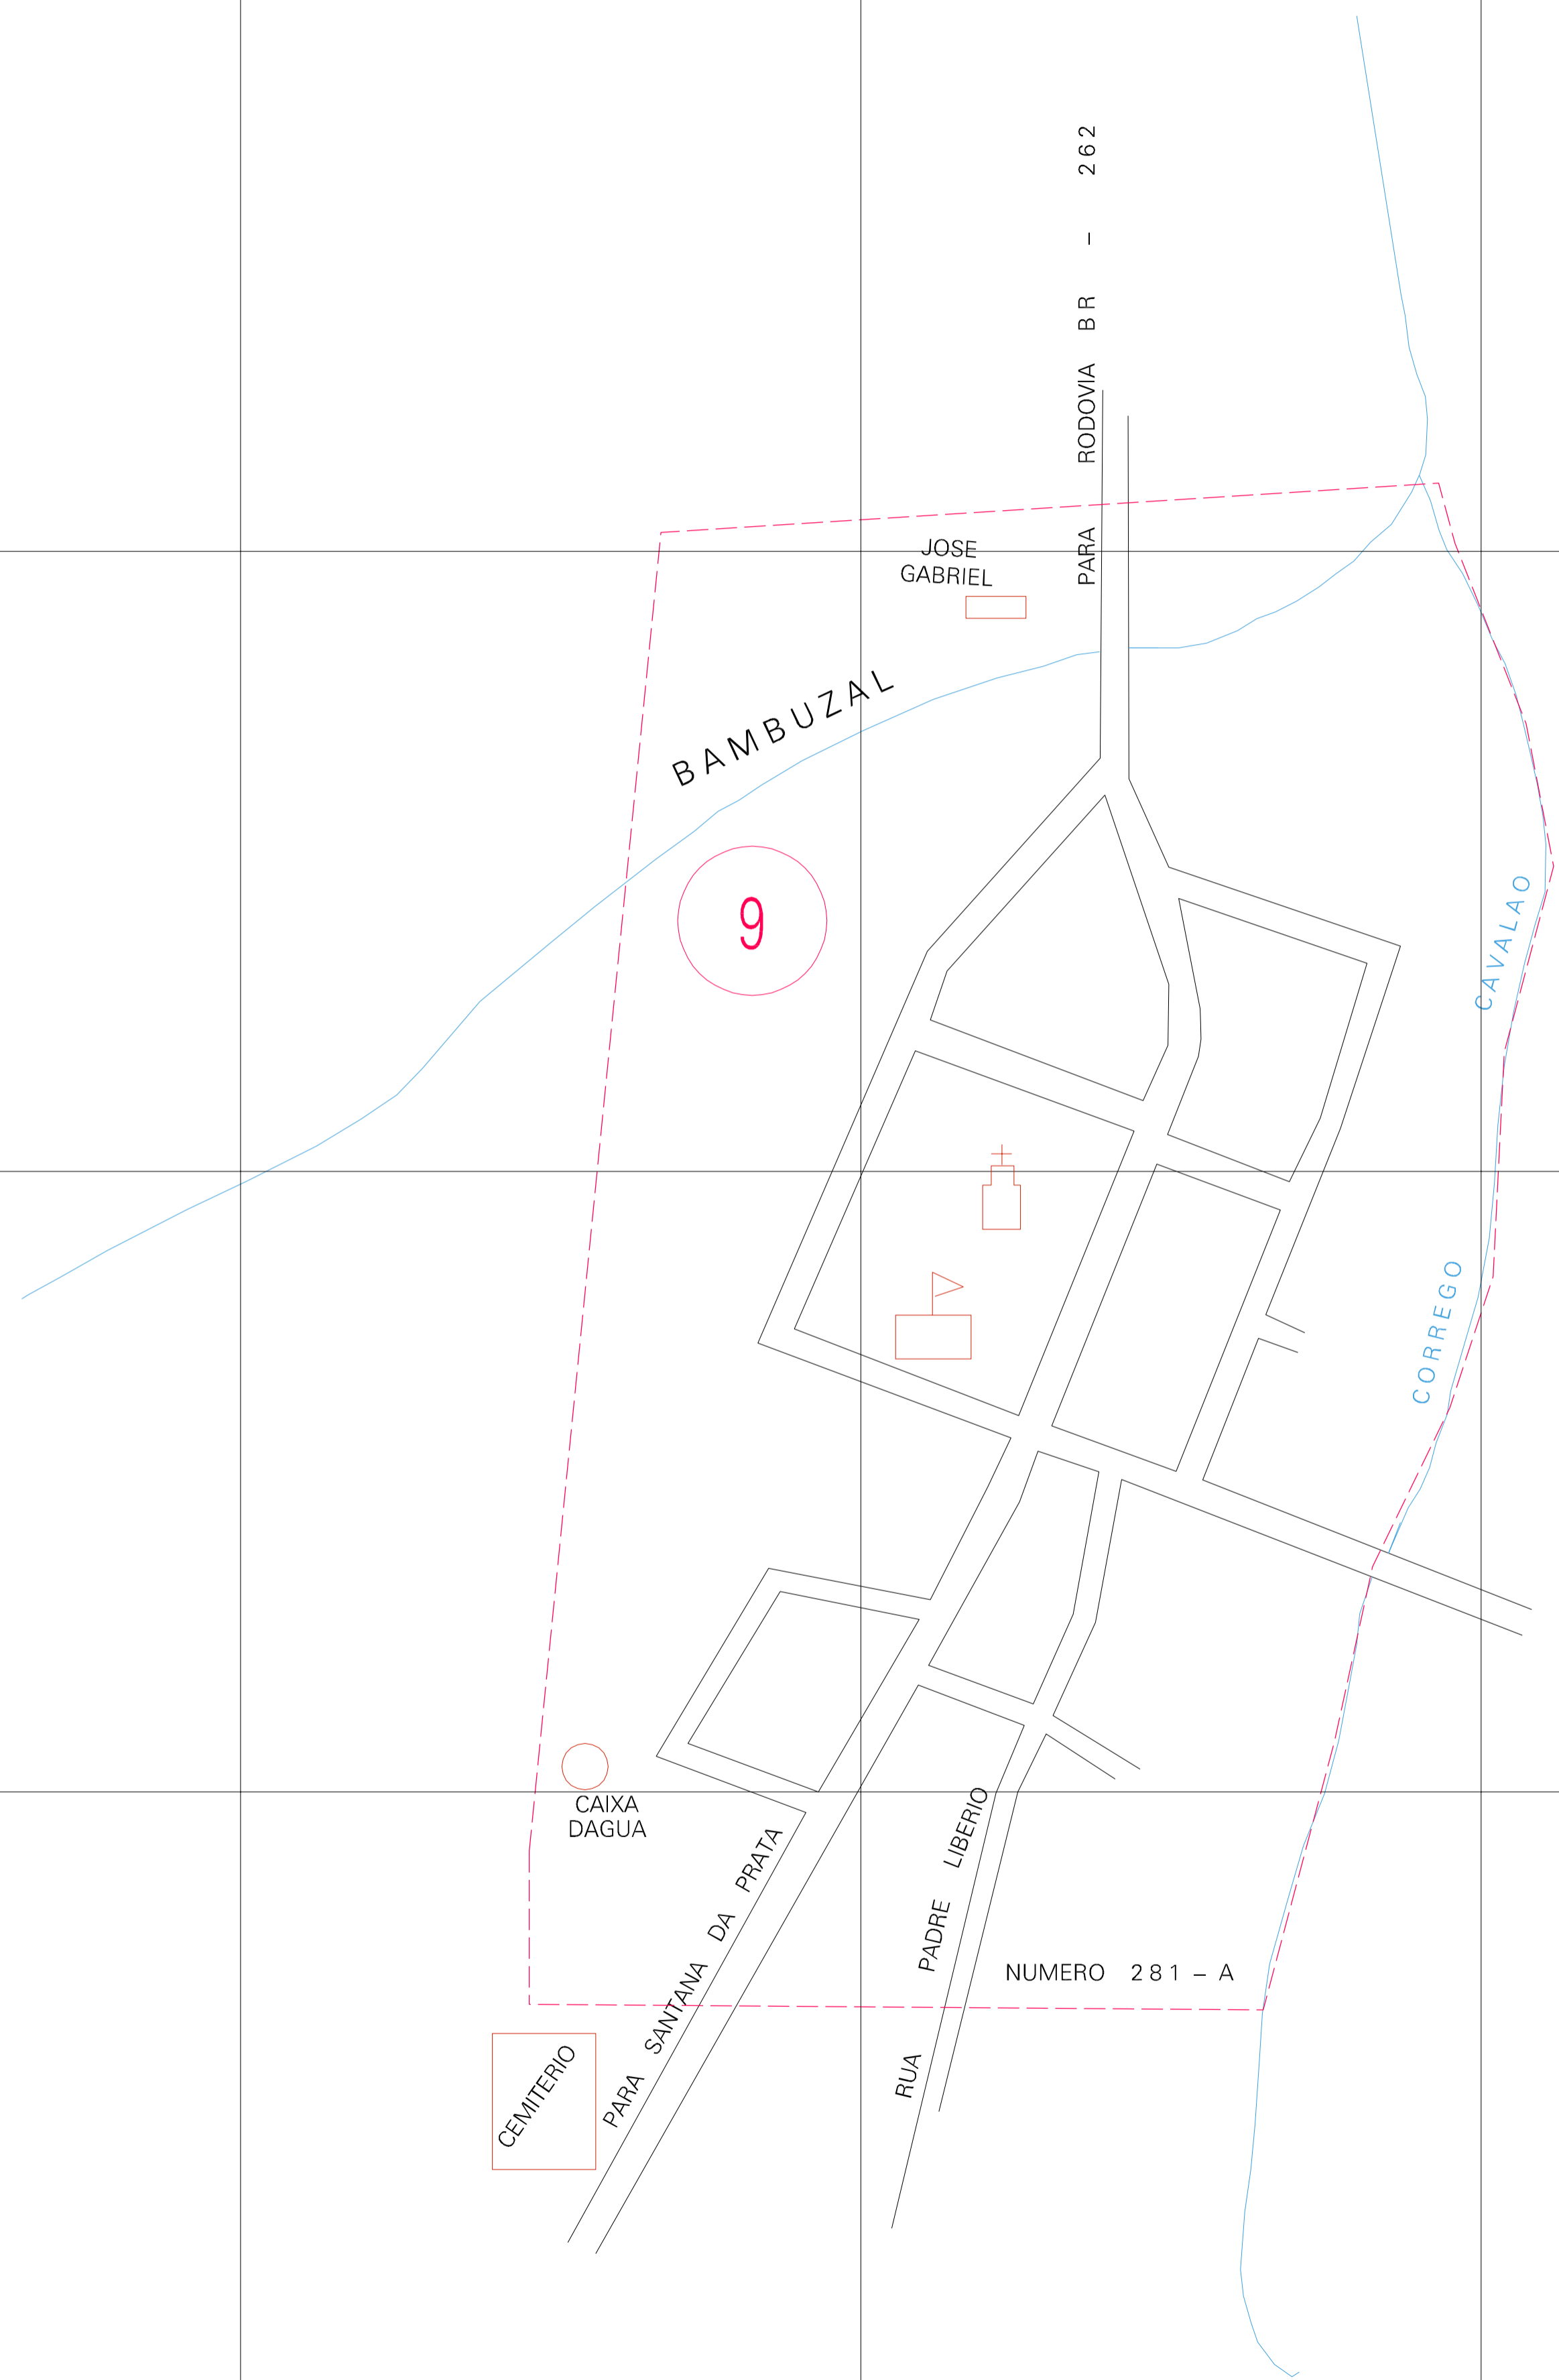 PARA RODOVIA BR - 262
JOSE
GABRIEL
BAMBUZAL
9
CAVALAO
CORREGO
CAIXA
DAGUA
PARA SANTANA DA PRATA
RUA PADRE LIBERIO
NUMERO 281 - A
CEMITERIO